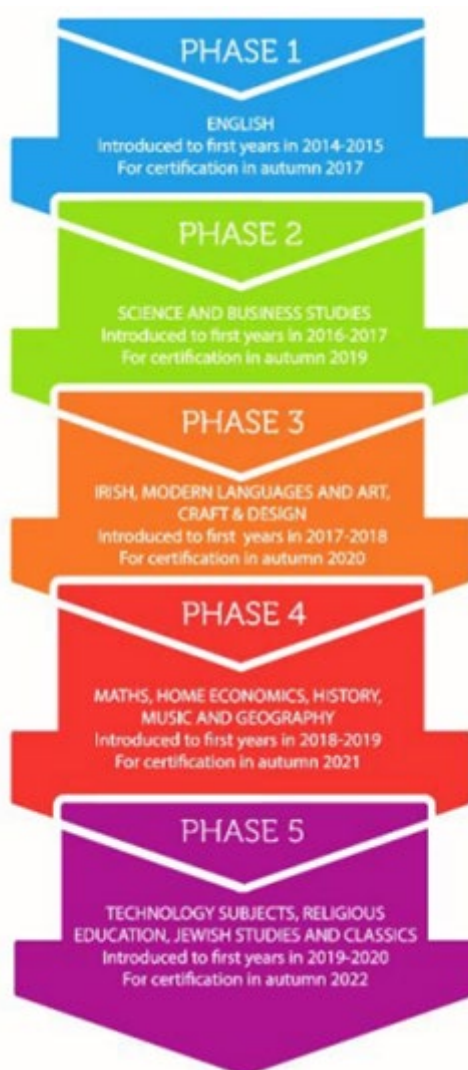 PHASE 1
ENGLISH
Introduced to first years in 2014-2015
For certification in autumn 2017
PHASE 2
SCIENCE AND BUSINESS STUDIES
Introduced to first years in 2016-2017
For certification in autumn 2019
PHASE 3
IRISH, MODERN LANGUAGES AND ART,
CRAFT & DESIGN
Introduced to first years in 2017-2018
For certification in autumn 2020
PHASE 4
MATHS, HOME ECONOMICS, HISTORY,
MUSIC AND GEOGRAPHY
Introduced to first years in 2018-2019
For certification in autumn 2021
PHASE 5
TECHNOLOGY SUBJECTS, RELIGIOUS
EDUCATION, JEWISH STUDIES AND CLASSICS
Introduced to first years in 2019-2020
For certification in autumn 2022